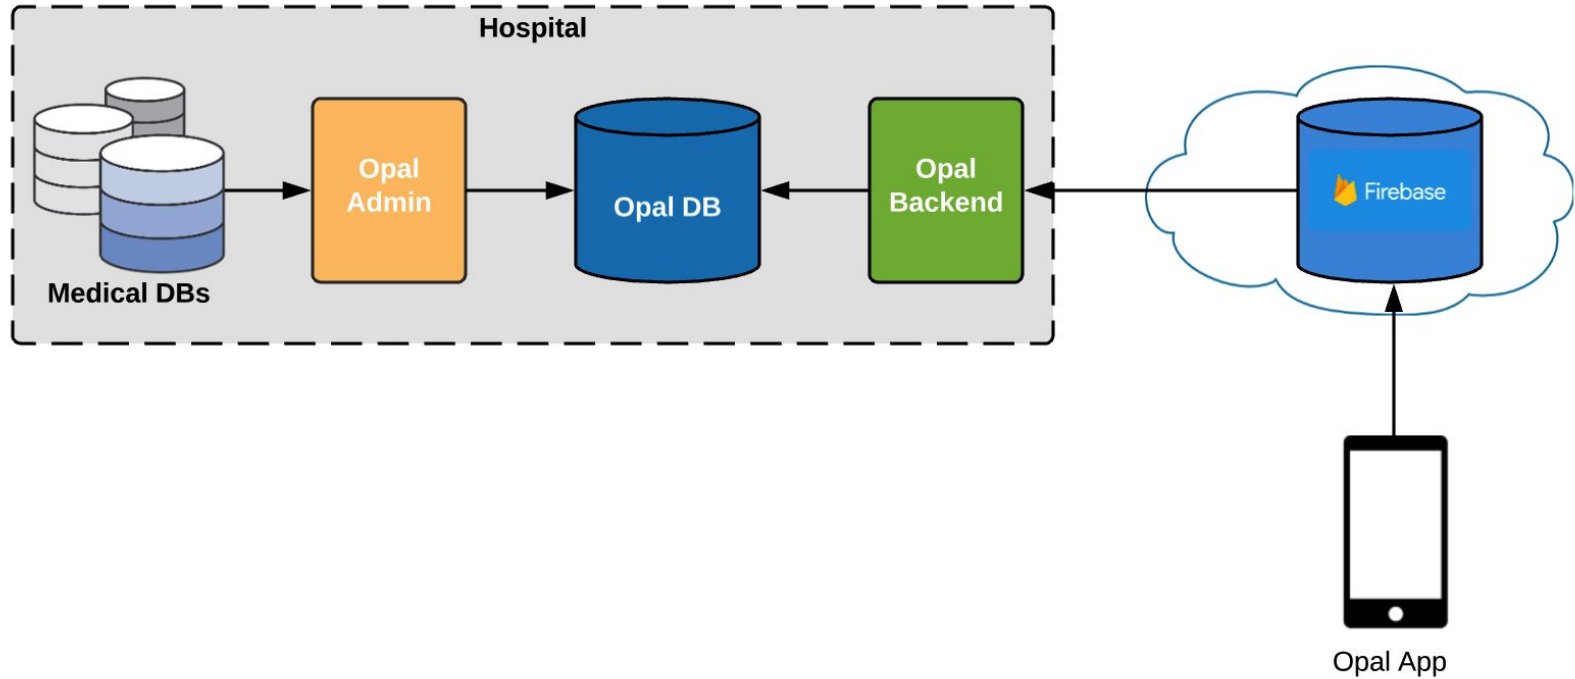 Hospital
Opal
Admin
Opal DB
Opal
Backend
Firebase
Medical DBs
Opal App